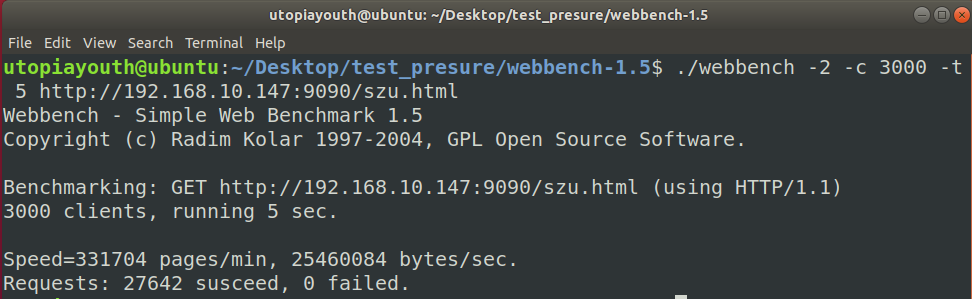 utopiayouth@ubuntu: ~/Desktop/test_presure/webbench-1.5
File Edit View Search Terminal Help
utopiayouth@ubuntu:~/Desktop/test_presure/webbench-1.5$ ./webbench -2 -c 3000 -t
 5 http://192.168.10.147:9090/szu.html
Webbench - Simple Web Benchmark 1.5
Copyright (c) Radim Kolar 1997-2004, GPL Open Source Software.
Benchmarking: GET http://192.168.10.147:9090/szu.html (using HTTP/1.1)
3000 clients, running 5 sec.
Speed=331704 pages/min, 25460084 bytes/sec.
Requests: 27642 susceed, 0 failed.